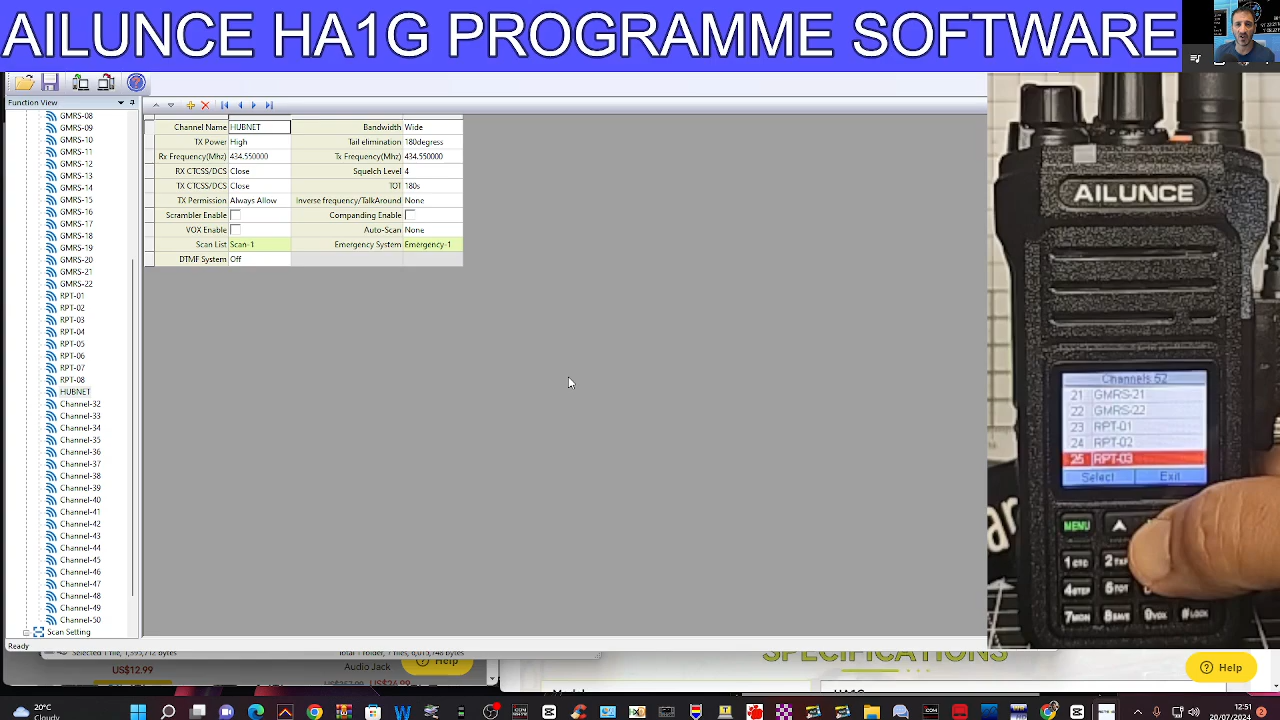 AILUNCE HA1G PROGRAMME SOFTWARE
Function View
GMRS-08
GMRS-09
GMRS-10
GMRS-11
GMRS-12
GMRS-13
GMRS-14
GMRS-15
GMRS-16
GMRS-17
GMRS-18
GMRS-19
GMRS-20
GMRS-21
GMRS-22
RPT-01
RPT-02
RPT-03
RPT-04
RPT-05
RPT-06
RPT-07
RPT-08
HUBNET
Channel-32
Channel-33
Channel-34
Channel-35
Channel-36
Channel-37
Channel-38
Channel-39
Channel-40
Channel-41
Channel-42
Channel-43
Channel-44
Channel-45
Channel-46
Channel-47
Channel-48
Channel-49
Channel-50
Scan Setting
Ready
Channel Name HUBNET Bandwidth Wide
TX Power High Tail Elimination 180degress
Rx Frequency(Mhz) 434.550000 Tx Frequency(Mhz) 434.550000
RX CTCSS/DCS Close Squelch Level 4
TX CTCSS/DCS Close TOT 180s
TX Permission Always Allow inverse frequency/TalkAround None
Scrambler Enable Companding Enable
VOX Enable Auto-Scan None
Scan List Scan-1 Emergency System Emergency-1
DTMF System Off
AILUNCE
Channels 52
21 GMRS-21
22 GMRS-22
23 RPT-01
24 RPT-02
25 RPT-03
Select Exit
MENU
1
2
4STEP 5TOT
7MON 8SAVE 9VOX #LOCK
US$12.99
Audio Jack
Help
SPECIFICATIONS
Help
20°C
Cloudy
12:51
20/07/2024